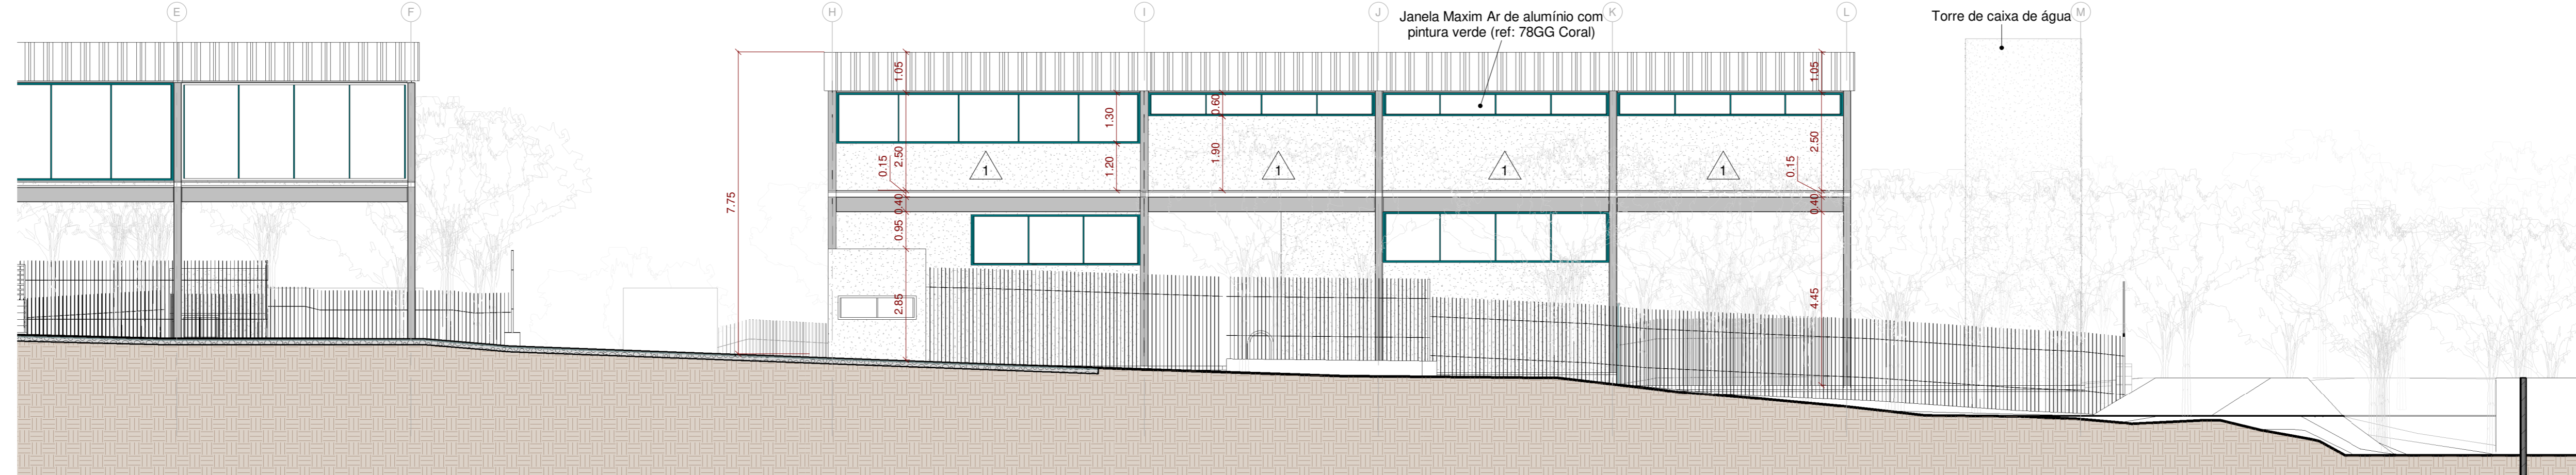 E
F
H
I
J
K
L
M
Janela Maxim Ar de alumínio com
pintura verde (ref: 78GG Coral)
Torre de caixa de água
1.05
1.05
0.60
1.30
2.50
0.15
1.20
1.90
2.50
0.15
1
1
1
1
7.75
0.40
0.40
0.95
2.85
4.45